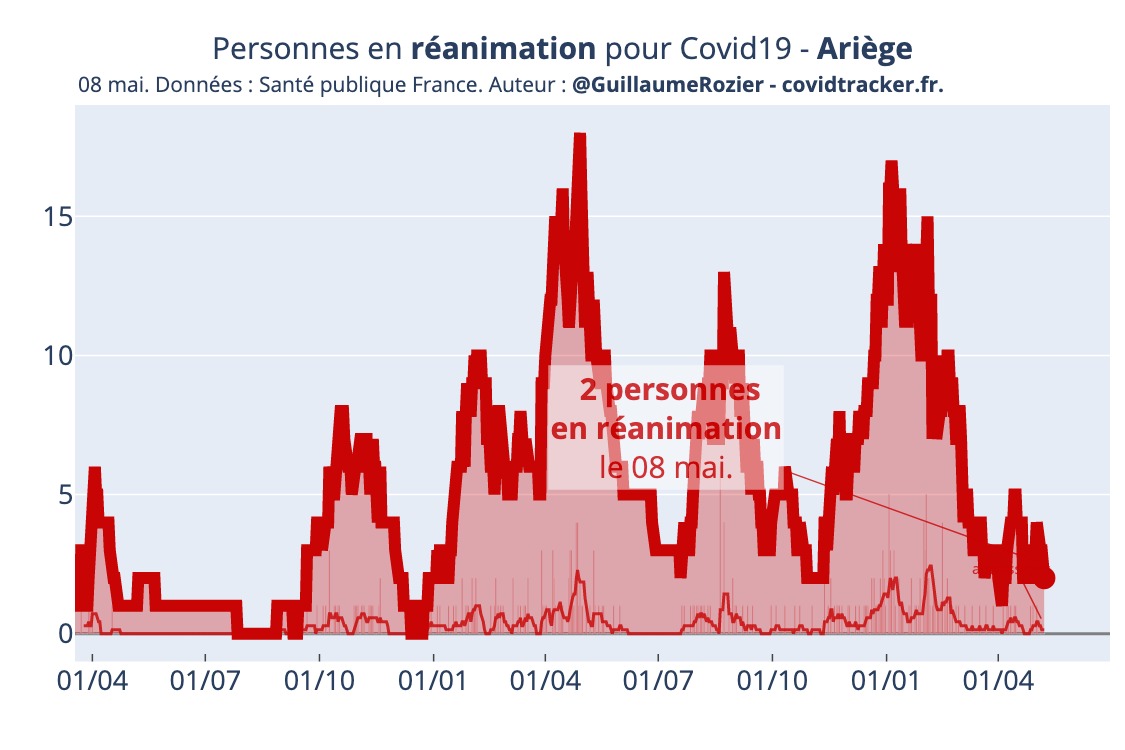 Personnes en réanimation pour Covid19 - Ariège
08 mai. Données : Santé publique France. Auteur : @GuillaumeRozier - covidtracker.fr.
15
10
5
0
2 personnes
en réanimation
le 08 mai.
01/04 01/07 01/10 01/01 01/04 01/07 01/10 01/01 01/04